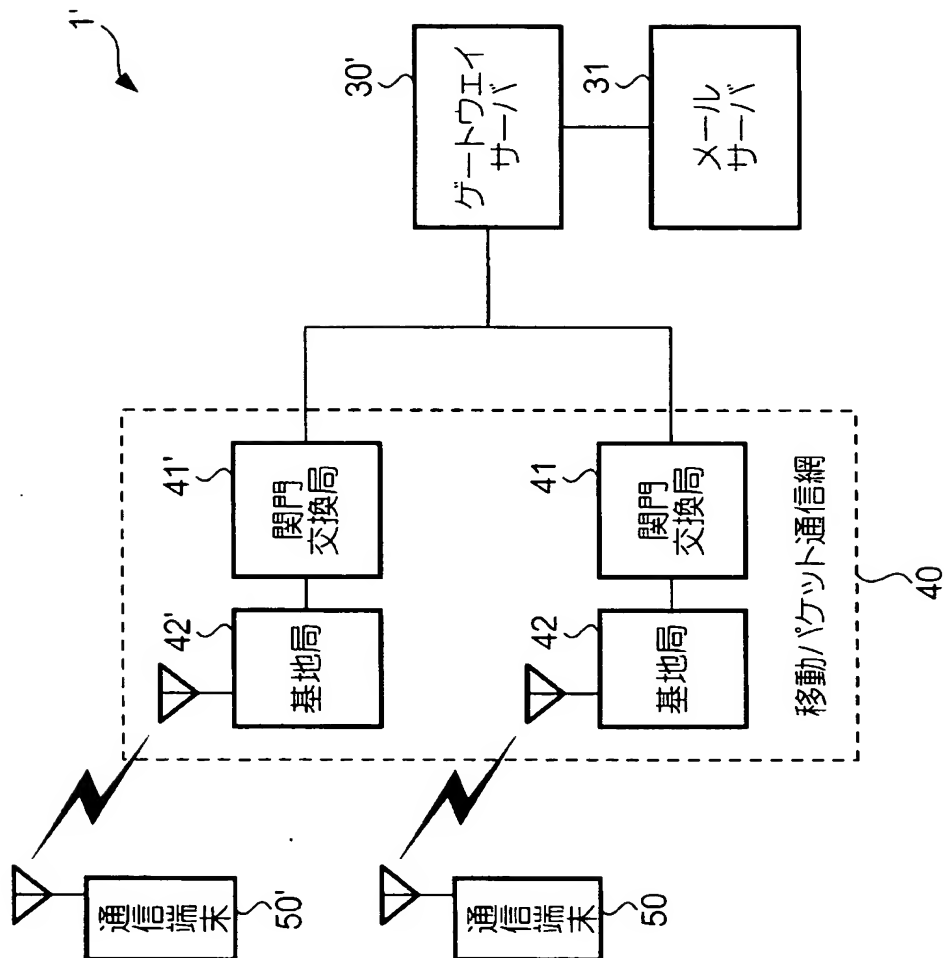 1'
30'
ゲートウェイ
サーバ
31
メール
サーバ
41'
関門
交換局
41
関門
交換局
42'
基地局
42
基地局
移動パケット通信網
40
通信端末
50'
通信端末
50